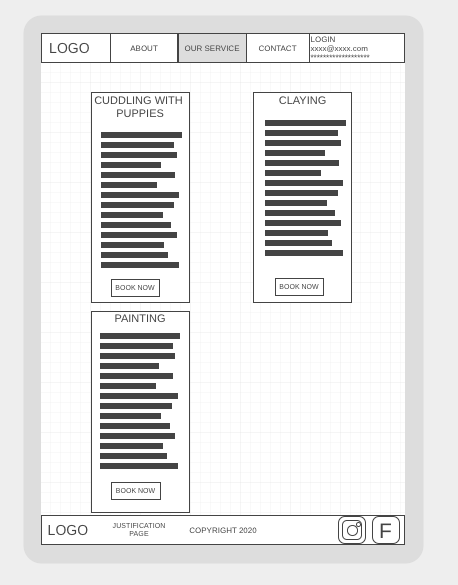 LOGO
ABOUT
OUR SERVICE
CONTACT
LOGIN
xxxx@xxxx.com
********************
CUDDLING WITH
PUPPIES
BOOK NOW
CLAYING
BOOK NOW
PAINTING
BOOK NOW
LOGO
JUSTIFICATION
PAGE
COPYRIGHT 2020
F